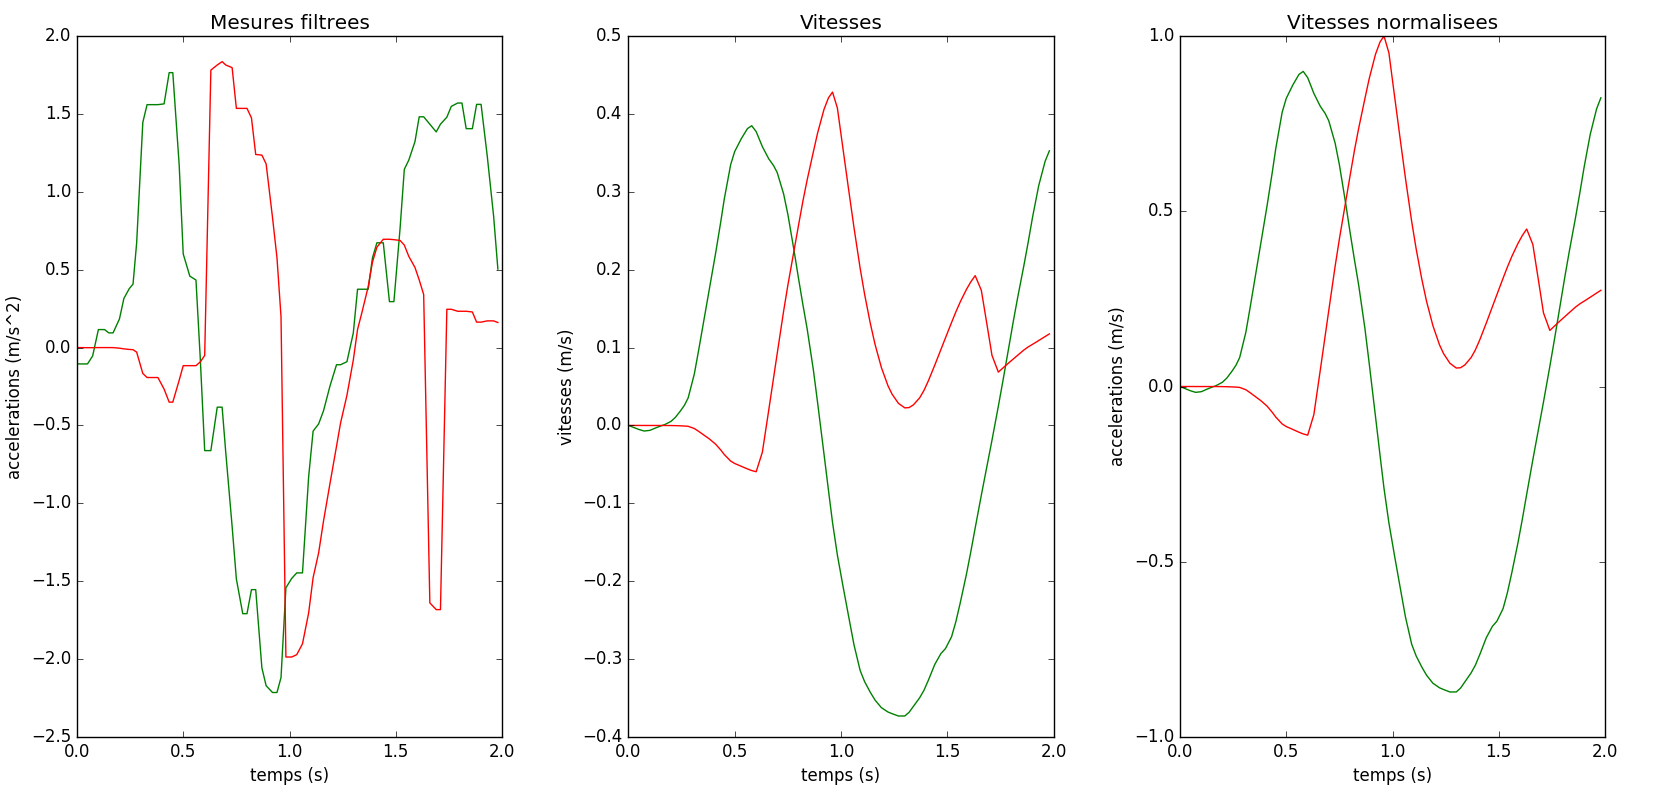 Mesures filtrees
2.0
1.5
1.0
0.5
0.0
−0.5
−1.0
−1.5
−2.0
−2.5
accelerations (m/s^2)
0.0 0.5 1.0 1.5 2.0
temps (s)
Vitesses
0.5
0.4
0.3
0.2
0.1
0.0
−0.1
−0.2
−0.3
−0.4
vitesses (m/s)
0.0 0.5 1.0 1.5 2.0
temps (s)
Vitesses normalisees
1.0
0.5
0.0
−0.5
−1.0
accelerations (m/s)
0.0 0.5 1.0 1.5 2.0
temps (s)